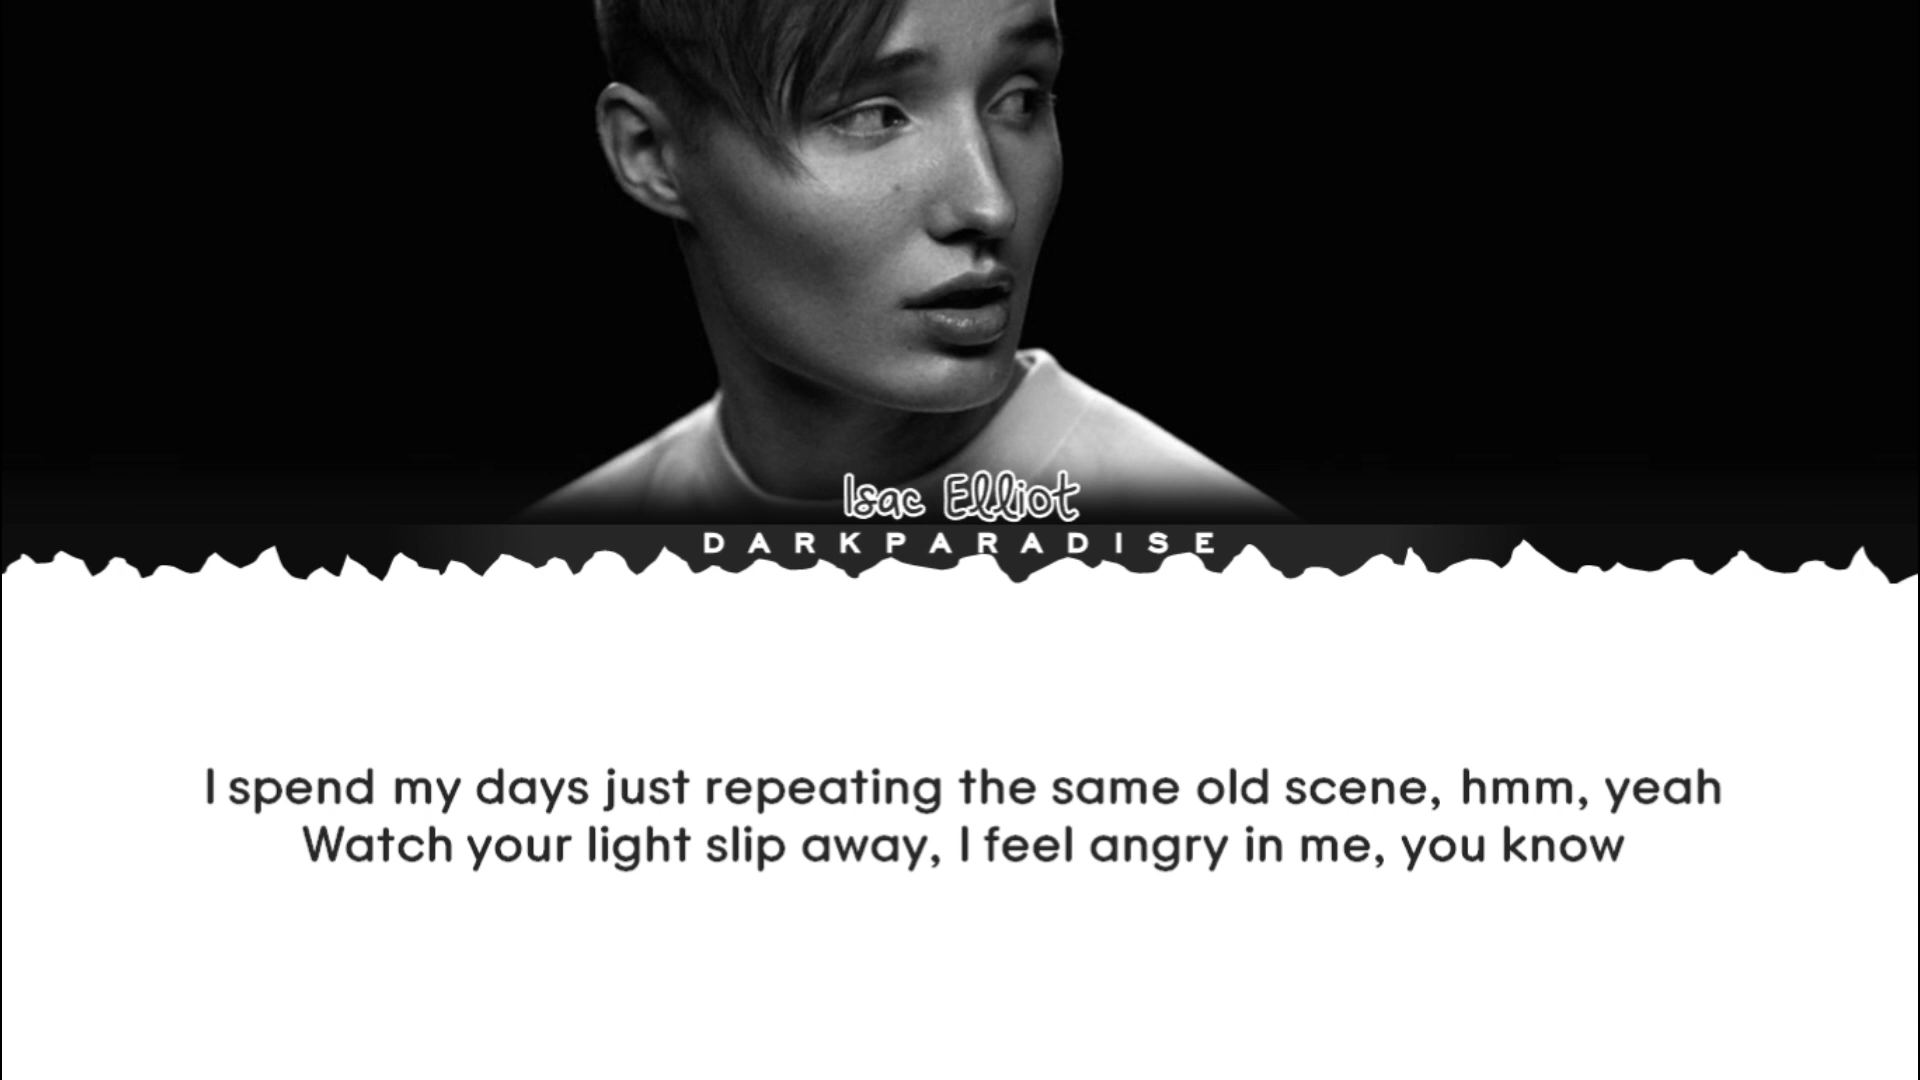 Isac Elliot
DARKPARADISE
I spend my days just repeating the same old scene, hmm, yeah
Watch your light slip away, I feel angry in me, you know